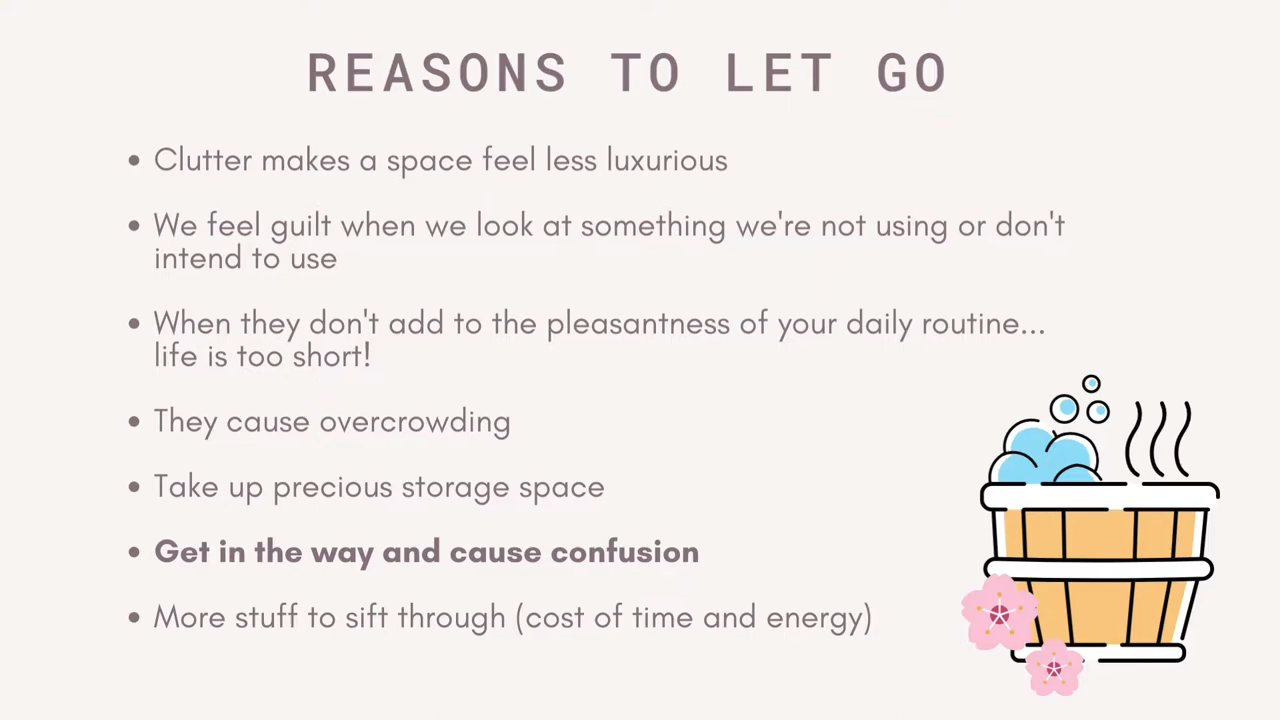 REASONS TO LET GO
• Clutter makes a space feel less luxurious
• We feel guilt when we look at something we're not using or don't
intend to use
• When they don't add to the pleasantness of your daily routine...
life is too short!
• They cause overcrowding
• Take up precious storage space
• Get in the way and cause confusion
• More stuff to sift through (cost of time and energy)